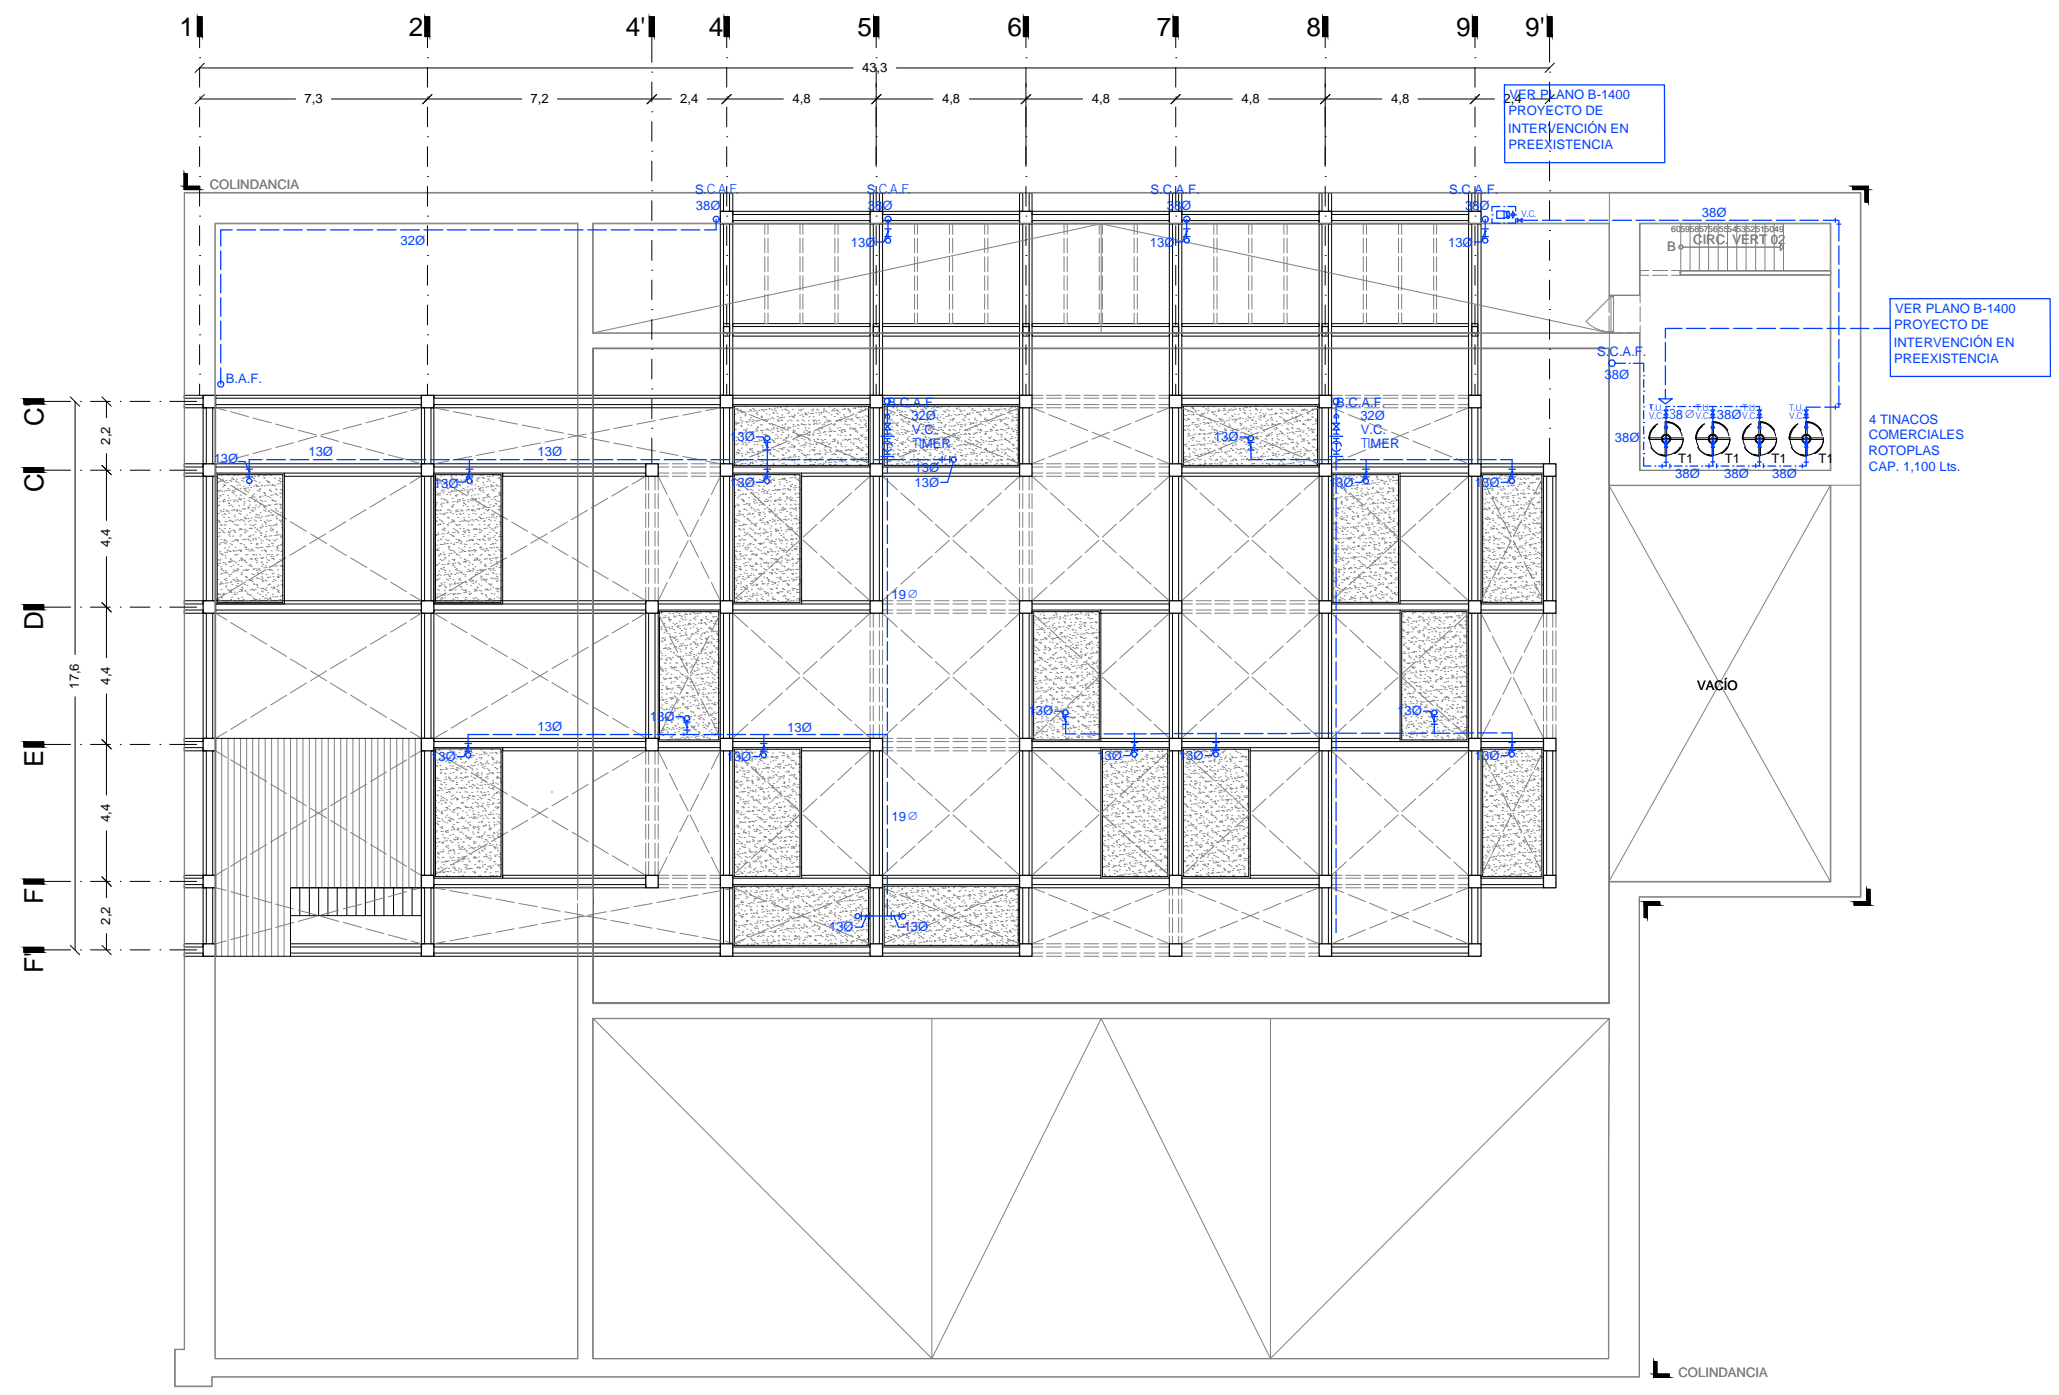 1 2 4' 4 5 6 7 8 9 9'
43,3
7,3 7,2 2,4 4,8 4,8 4,8 4,8 4,8 2,4
VER PLANO B-1400
PROYECTO DE
INTERVENCIÓN EN
PREEXISTENCIA
COLINDANCIA
S.C.A.F. S.C.A.F. S.C.A.F. S.C.A.F.
38Ø 38Ø 38Ø 38Ø
V.C. 38Ø
32Ø 13Ø 13Ø 13Ø
605958575655545352515049
CIRC. VERT 02
B
VER PLANO B-1400
PROYECTO DE
INTERVENCIÓN EN
PREEXISTENCIA
S.C.A.F.
38Ø
B.A.F.
C'
B.C.A.F.
32Ø
V.C.
TIMER
B.C.A.F.
32Ø
V.C.
TIMER
T.U. T.U. T.U. T.U.
V.C. V.C. V.C. V.C.
38Ø 38Ø
4 TINACOS
COMERCIALES
ROTOPLAS
CAP. 1,100 Lts.
2,2
38Ø
13Ø 13Ø
13Ø 13Ø 13Ø
T1 T1 T1 T1
13Ø
38Ø 38Ø 38Ø
C
13Ø 13Ø 13Ø 13Ø 13Ø
4,4
19Ø
D
17,6
4,4
VACÍO
13Ø 13Ø 13Ø
13Ø 13Ø
E
13Ø 13Ø 13Ø 13Ø 13Ø
4,4
19Ø
F
2,2
13Ø 13Ø
F'
COLINDANCIA